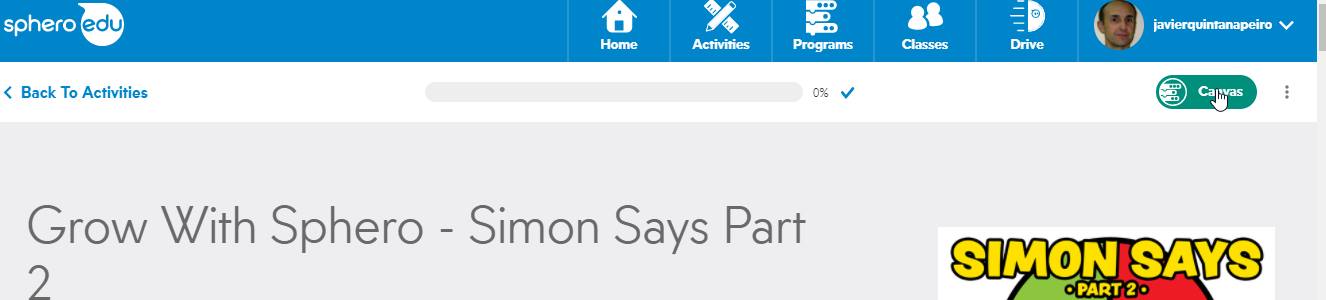 sphero edu
Home
Activities
Programs
Classes
Drive
javierquintanapeiro
Back To Activities
0%
Canvas
Grow With Sphero - Simon Says Part
2
SIMON SAYS
• PART 2 •